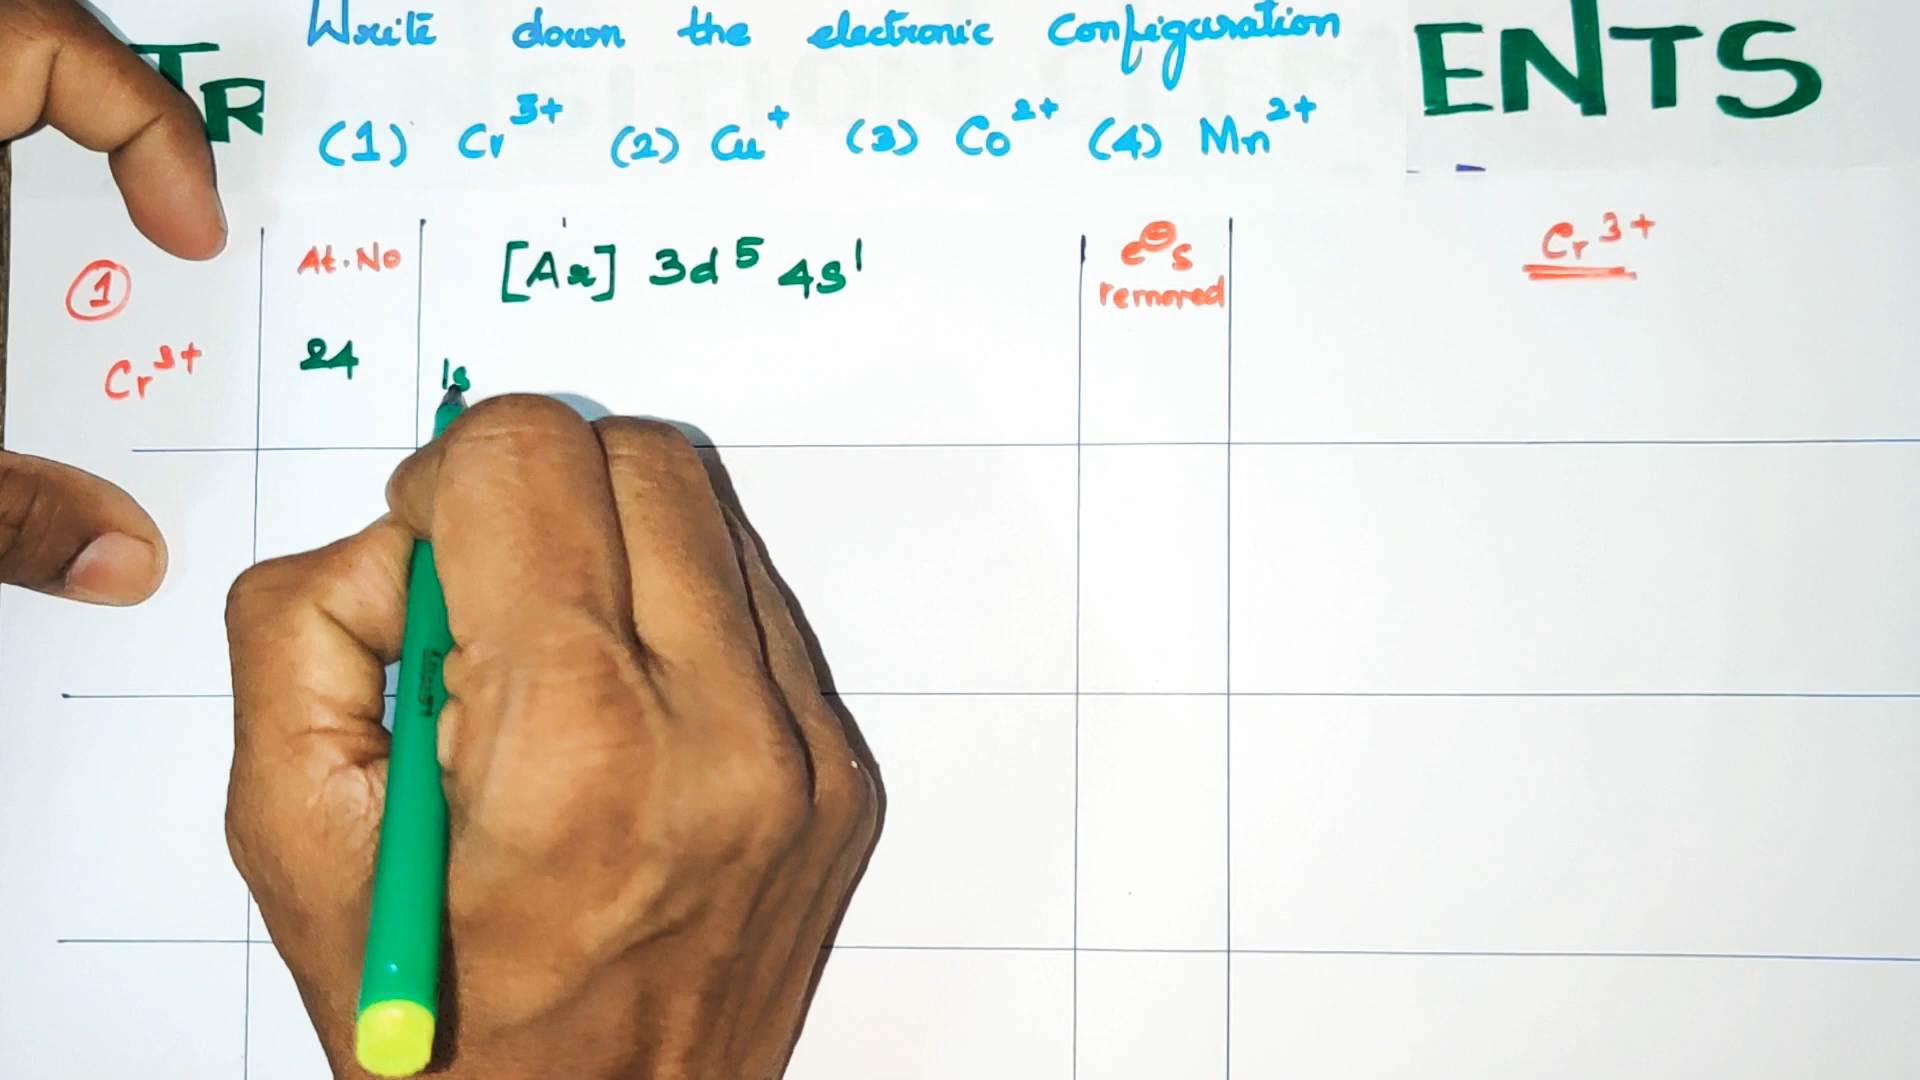 Write down the electronic configuration
(1) Cr³⁺ (2) Cu⁺ (3) Co²⁺ (4) Mn²⁺
TR ENTS
①
Cr³⁺
At.No
24
[Ar] 3d⁵ 4s¹
1s
e⊖s
removed
Cr³⁺